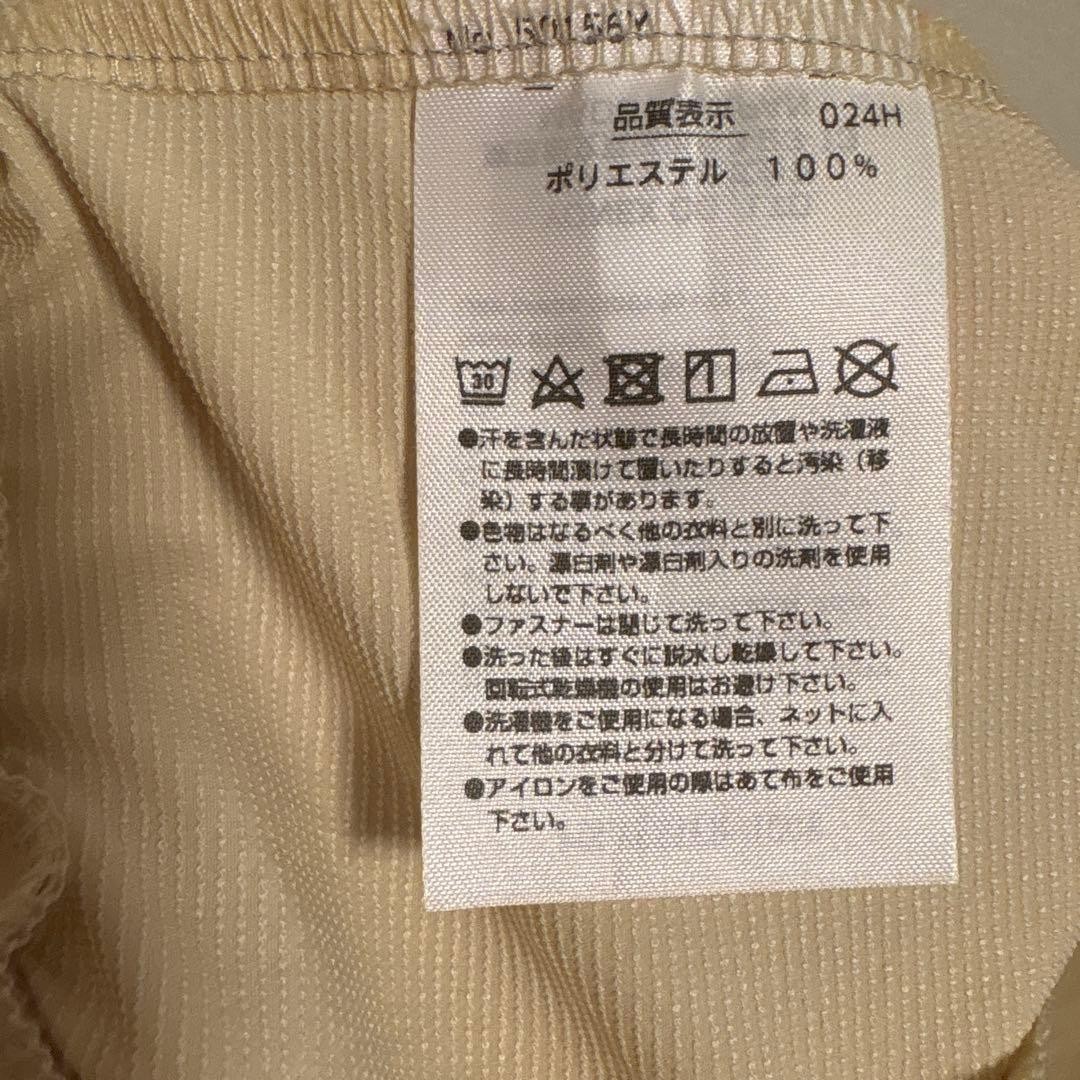 品質表示 024H
ポリエステル 100%
30
●汗を含んだ状態で長時間の放置や洗濯液
に長時間漬けて置いたりすると汚染（移
染）する事があります。
●色物はなるべく他の衣料と別に洗って下
さい。漂白剤や漂白剤入りの洗剤を使用
しないで下さい。
●ファスナーは閉じて洗って下さい。
●洗った後はすぐに脱水し乾燥して下さい。
回転式乾燥機の使用はお避け下さい。
●洗濯機をご使用になる場合、ネットに入
れて他の衣料と分けて洗って下さい。
●アイロンをご使用の際はあて布をご使用
下さい。